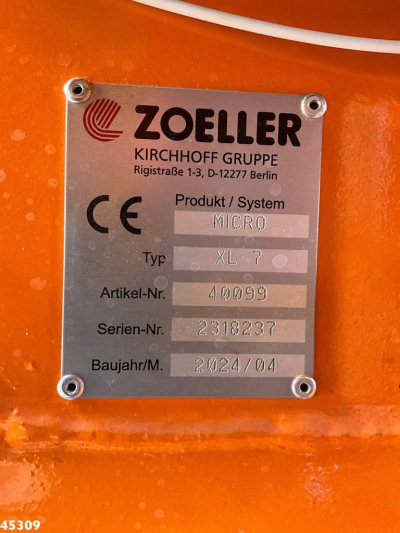 ZOELLER
KIRCHHOFF GRUPPE
Rigistraße 1-3, D-12277 Berlin
CE
Produkt / System
MICRO
Typ XL 7
Artikel-Nr. 40099
Serien-Nr. 2318237
Baujahr/M. 2024/04
45309